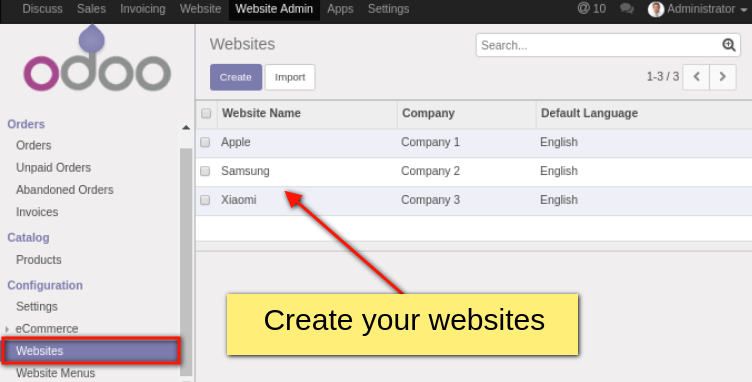 Discuss Sales Invoicing Website Website Admin Apps Settings @ 10 Administrator
odoo
Websites
Search...
Create Import
1-3 / 3
Orders
Orders
Unpaid Orders
Abandoned Orders
Invoices
Catalog
Products
Configuration
Settings
eCommerce
Websites
Website Menus
Website Name Company Default Language
Apple Company 1 English
Samsung Company 2 English
Xiaomi Company 3 English
Create your websites